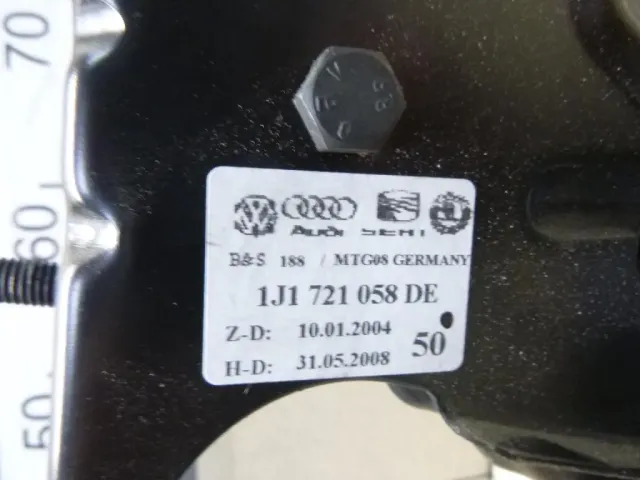 70
60
50
Audi SEAT
B&S 188 / MTG08 GERMANY
1J1 721 058 DE
Z-D: 10.01.2004
H-D: 31.05.2008
50